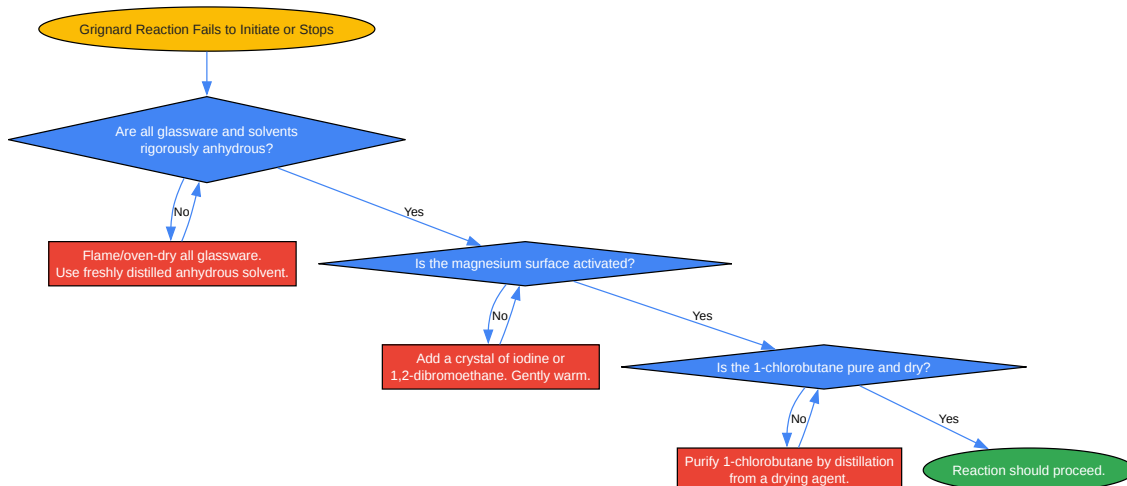 Grignard Reaction Fails to Initiate or Stops
Are all glassware and solvents
rigorously anhydrous?
No
Yes
Flame/oven-dry all glassware.
Use freshly distilled anhydrous solvent.
Is the magnesium surface activated?
No
Yes
Add a crystal of iodine or
1,2-dibromoethane. Gently warm.
Is the 1-chlorobutane pure and dry?
No
Yes
Purify 1-chlorobutane by distillation
from a drying agent.
Reaction should proceed.